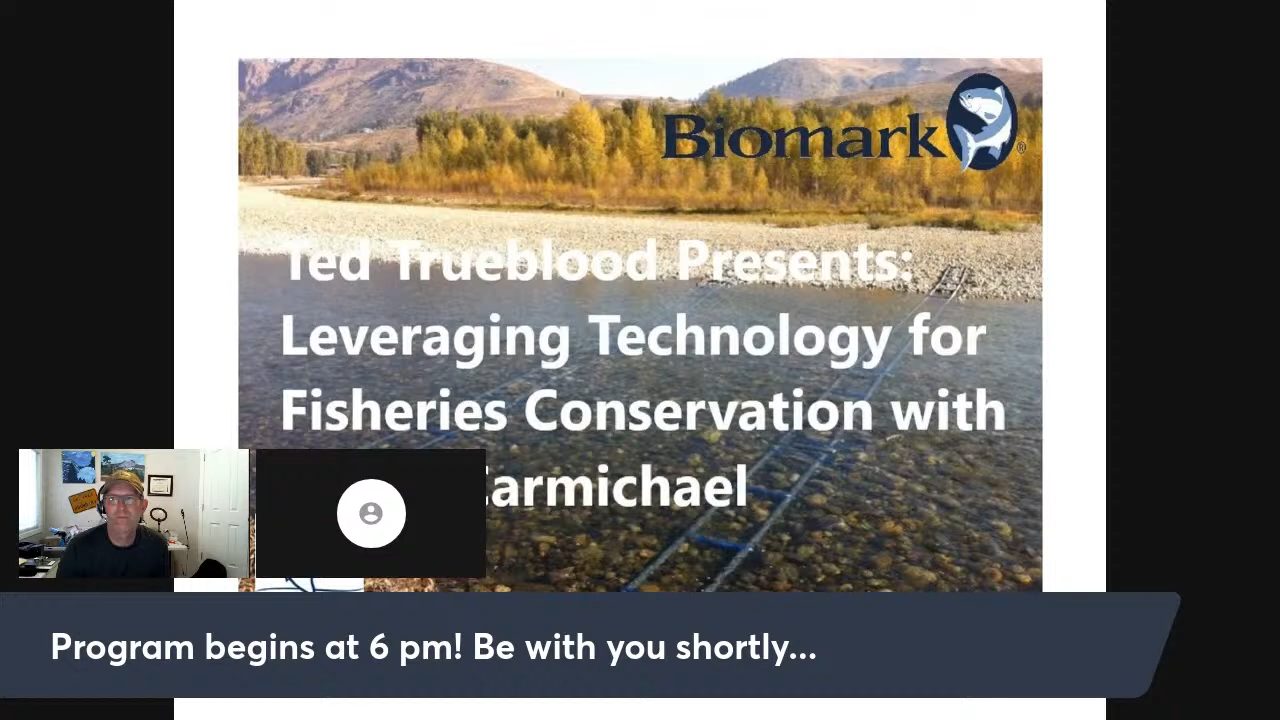 Biomark®
Ted Trueblood Presents:
Leveraging Technology for
Fisheries Conservation with
armichael
Program begins at 6 pm! Be with you shortly...